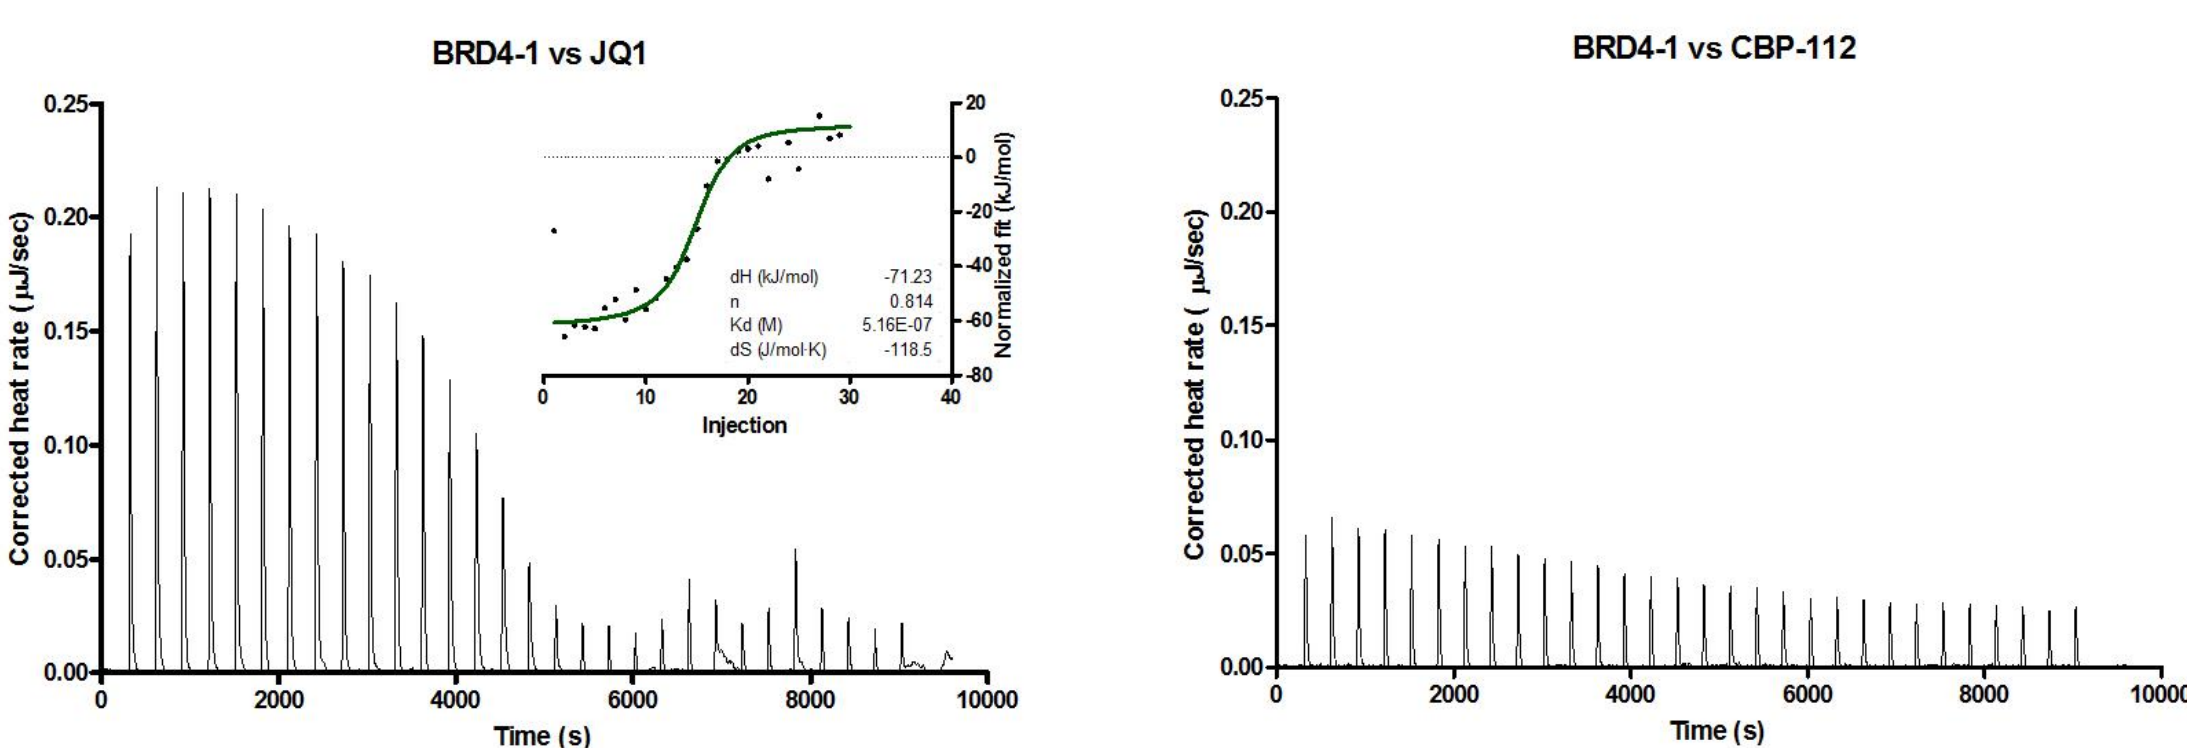 BRD4-1 vs JQ1
Corrected heat rate ( μJ/sec)
0.25
0.20
0.15
0.10
0.05
0.00
0 2000 4000 6000 8000 10000
Time (s)
20
0
-20
-40
-60
-80
Normalized fit (kJ/mol)
dH (kJ/mol) -71.23
n 0.814
Kd (M) 5.16E-07
dS (J/mol·K) -118.5
0 10 20 30 40
Injection
BRD4-1 vs CBP-112
Corrected heat rate ( μJ/sec)
0.25
0.20
0.15
0.10
0.05
0.00
0 2000 4000 6000 8000 10000
Time (s)